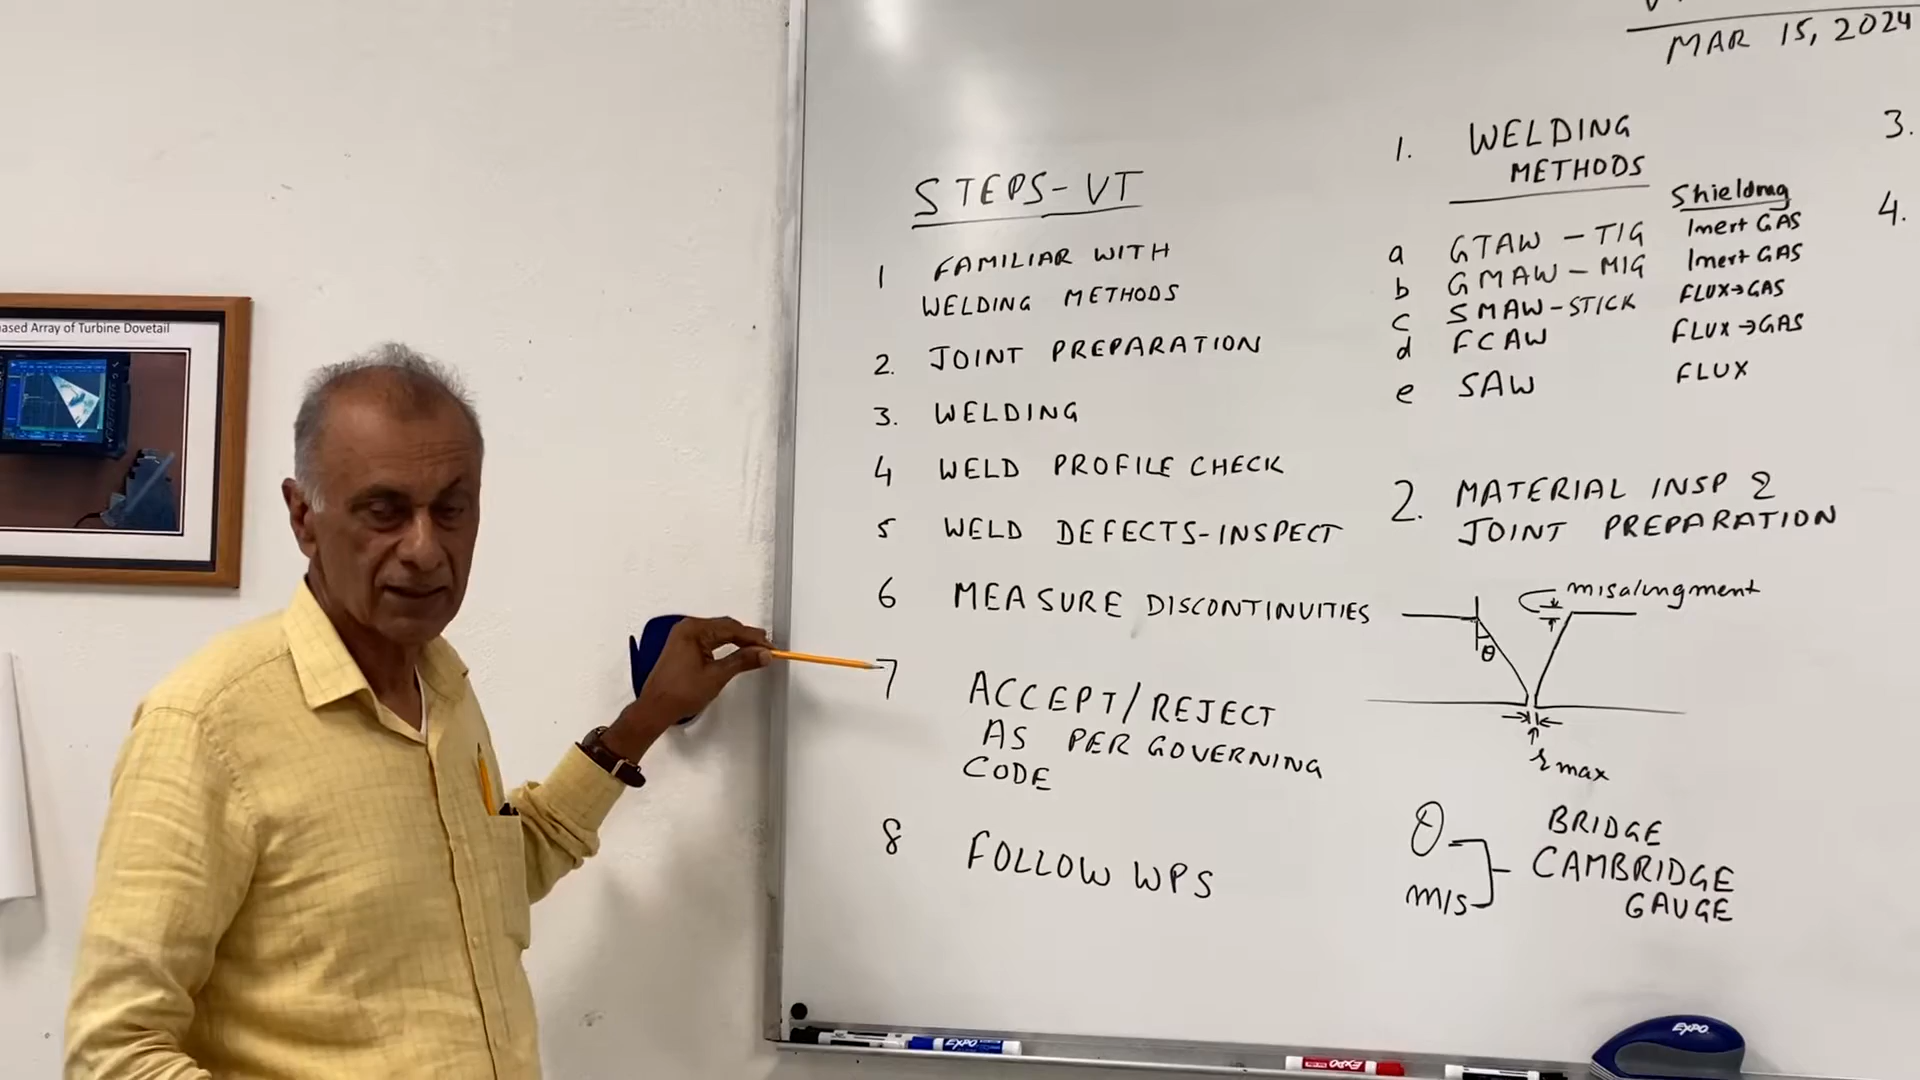 MAR 15, 2024
ased Array of Turbine Dovetail
STEPS-VT
1 FAMILIAR WITH
WELDING METHODS
2. JOINT PREPARATION
3. WELDING
4 WELD PROFILE CHECK
5 WELD DEFECTS-INSPECT
6 MEASURE DISCONTINUITIES
7 ACCEPT/REJECT
AS PER GOVERNING
CODE
8 FOLLOW WPS
1. WELDING
METHODS
Shielding
a GTAW - TIG Inert GAS
b GMAW - MIG Inert GAS
c SMAW-STICK FLUX→GAS
d FCAW FLUX→GAS
e SAW FLUX
2. MATERIAL INSP &
JOINT PREPARATION
misalingment
θ
r max
θ
m/s
BRIDGE
CAMBRIDGE
GAUGE
3.
4.
EXPO
EXPO
EXPO